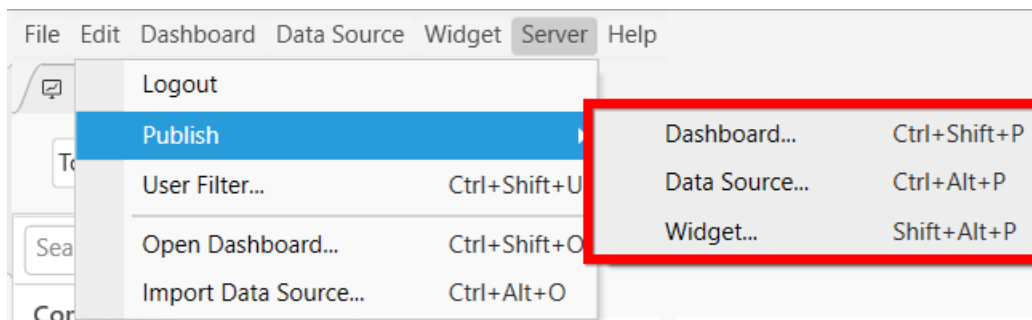 File Edit Dashboard Data Source Widget Server Help
Logout
Publish
Dashboard... Ctrl+Shift+P
User Filter... Ctrl+Shift+U
Data Source... Ctrl+Alt+P
Widget... Shift+Alt+P
Open Dashboard... Ctrl+Shift+O
Import Data Source... Ctrl+Alt+O